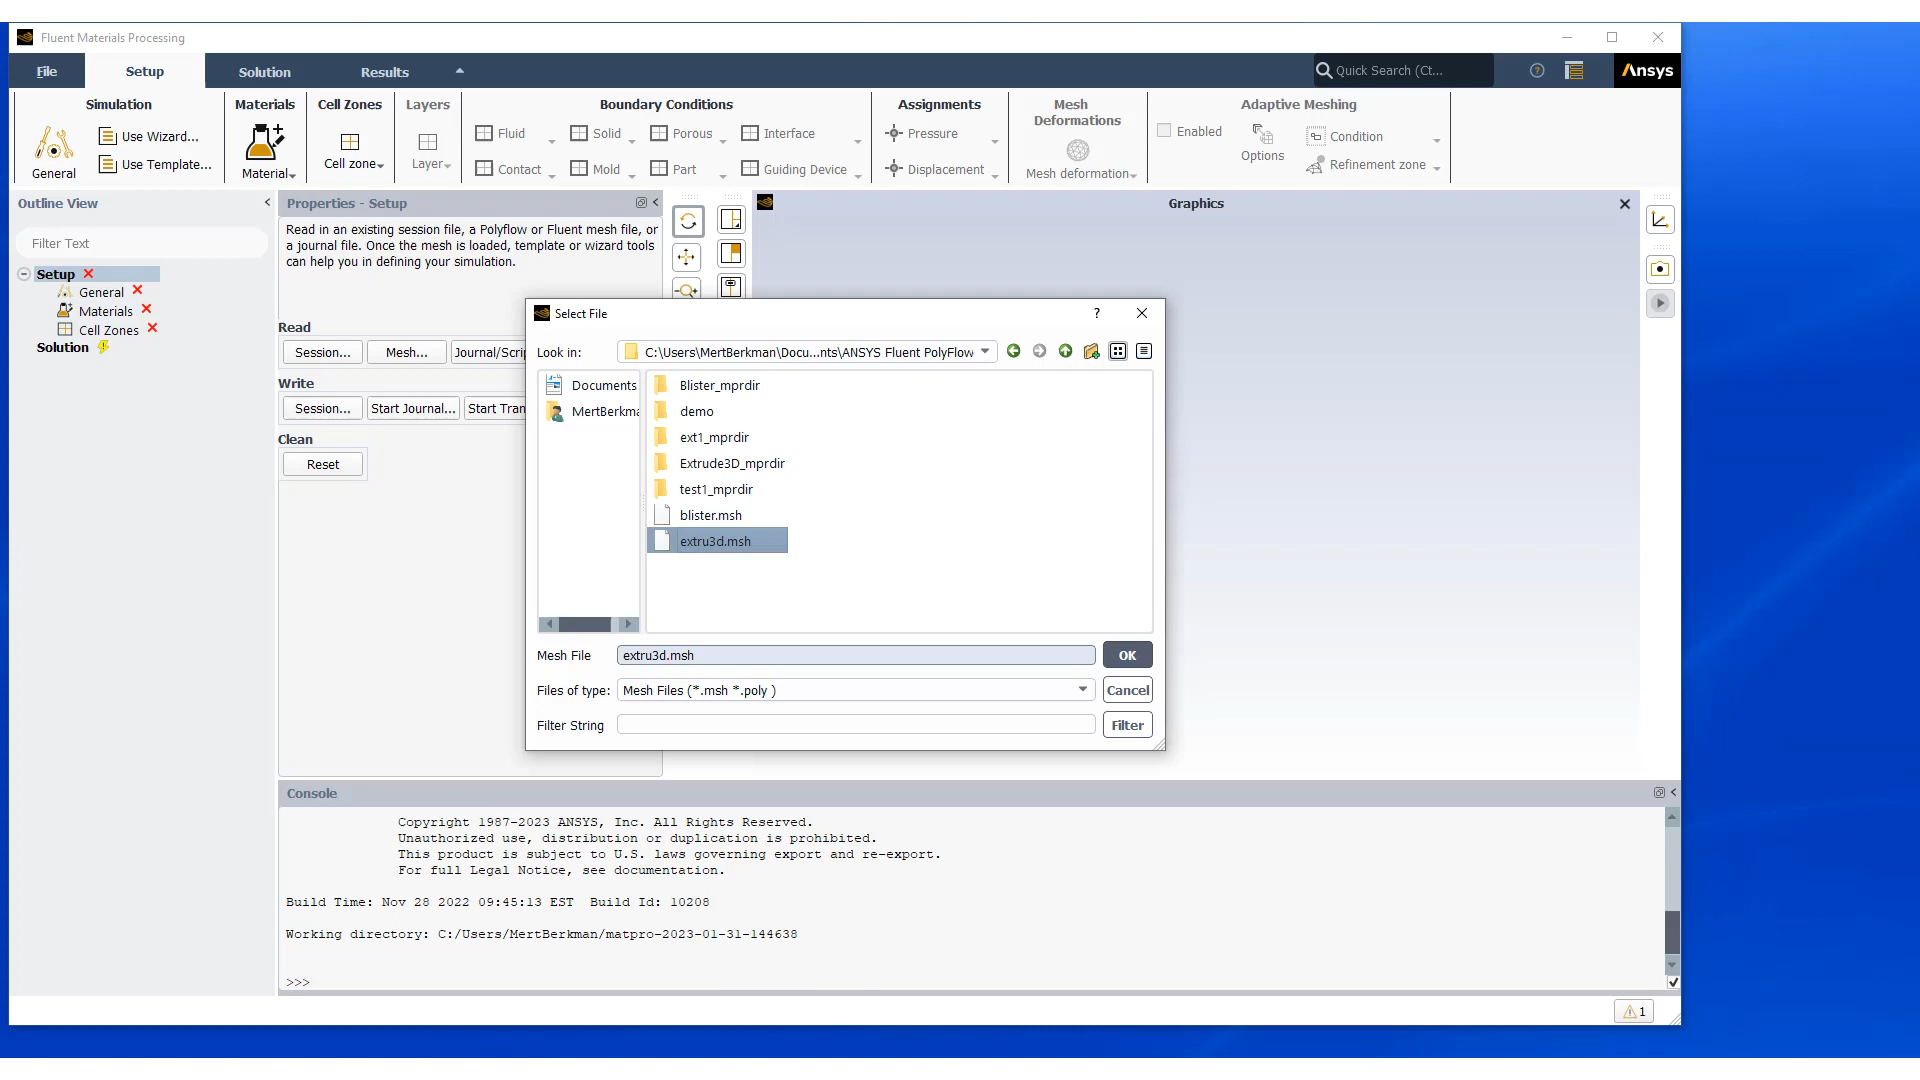 Fluent Materials Processing
File
Setup
Solution
Results
Quick Search (Ct...
Ansys
Simulation
Materials
Cell Zones
Layers
Boundary Conditions
Assignments
Mesh
Deformations
Adaptive Meshing
General
Use Wizard...
Use Template...
Material
Cell zone
Layer
Fluid
Solid
Porous
Interface
Contact
Mold
Part
Guiding Device
Pressure
Displacement
Mesh deformation
Enabled
Options
Condition
Refinement zone
Outline View
Filter Text
Setup
General
Materials
Cell Zones
Solution
Properties - Setup
Read in an existing session file, a Polyflow or Fluent mesh file, or
a journal file. Once the mesh is loaded, template or wizard tools
can help you in defining your simulation.
Read
Session...
Mesh...
Journal/Scri
Write
Session...
Start Journal...
Start Tran
Clean
Reset
Graphics
Select File
?
Look in:
C:\Users\MertBerkman\Docu...nts\ANSYS Fluent PolyFlow
Documents
MertBerkma
Blister_mprdir
demo
ext1_mprdir
Extrude3D_mprdir
test1_mprdir
blister.msh
extru3d.msh
Mesh File
extru3d.msh
OK
Files of type:
Mesh Files (*.msh *.poly )
Cancel
Filter String
Filter
Console
Copyright 1987-2023 ANSYS, Inc. All Rights Reserved.
Unauthorized use, distribution or duplication is prohibited.
This product is subject to U.S. laws governing export and re-export.
For full Legal Notice, see documentation.
Build Time: Nov 28 2022 09:45:13 EST  Build Id: 10208
Working directory: C:/Users/MertBerkman/matpro-2023-01-31-144638
>>>
1